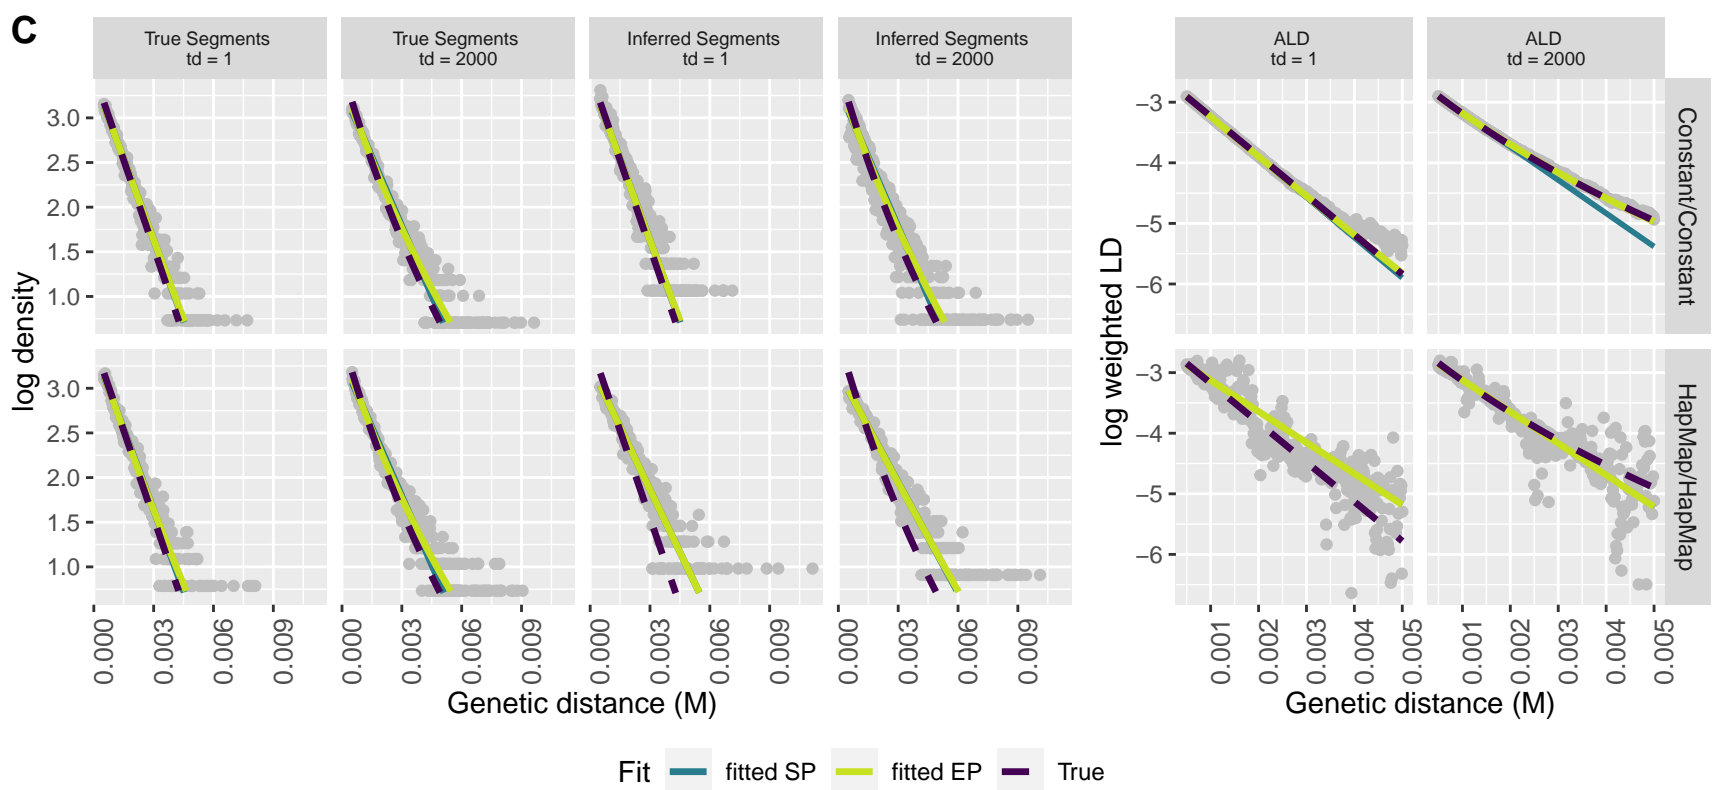 C
True Segments
td = 1
True Segments
td = 2000
Inferred Segments
td = 1
Inferred Segments
td = 2000
ALD
td = 1
ALD
td = 2000
log density
3.0
2.5
2.0
1.5
1.0
3.0
2.5
2.0
1.5
1.0
0.000
0.003
0.006
0.009
0.000
0.003
0.006
0.009
0.000
0.003
0.006
0.009
0.000
0.003
0.006
0.009
Genetic distance (M)
log weighted LD
−3
−4
−5
−6
−3
−4
−5
−6
Constant/Constant
HapMap/HapMap
0.001
0.002
0.003
0.004
0.005
0.001
0.002
0.003
0.004
0.005
Genetic distance (M)
Fit fitted SP fitted EP True